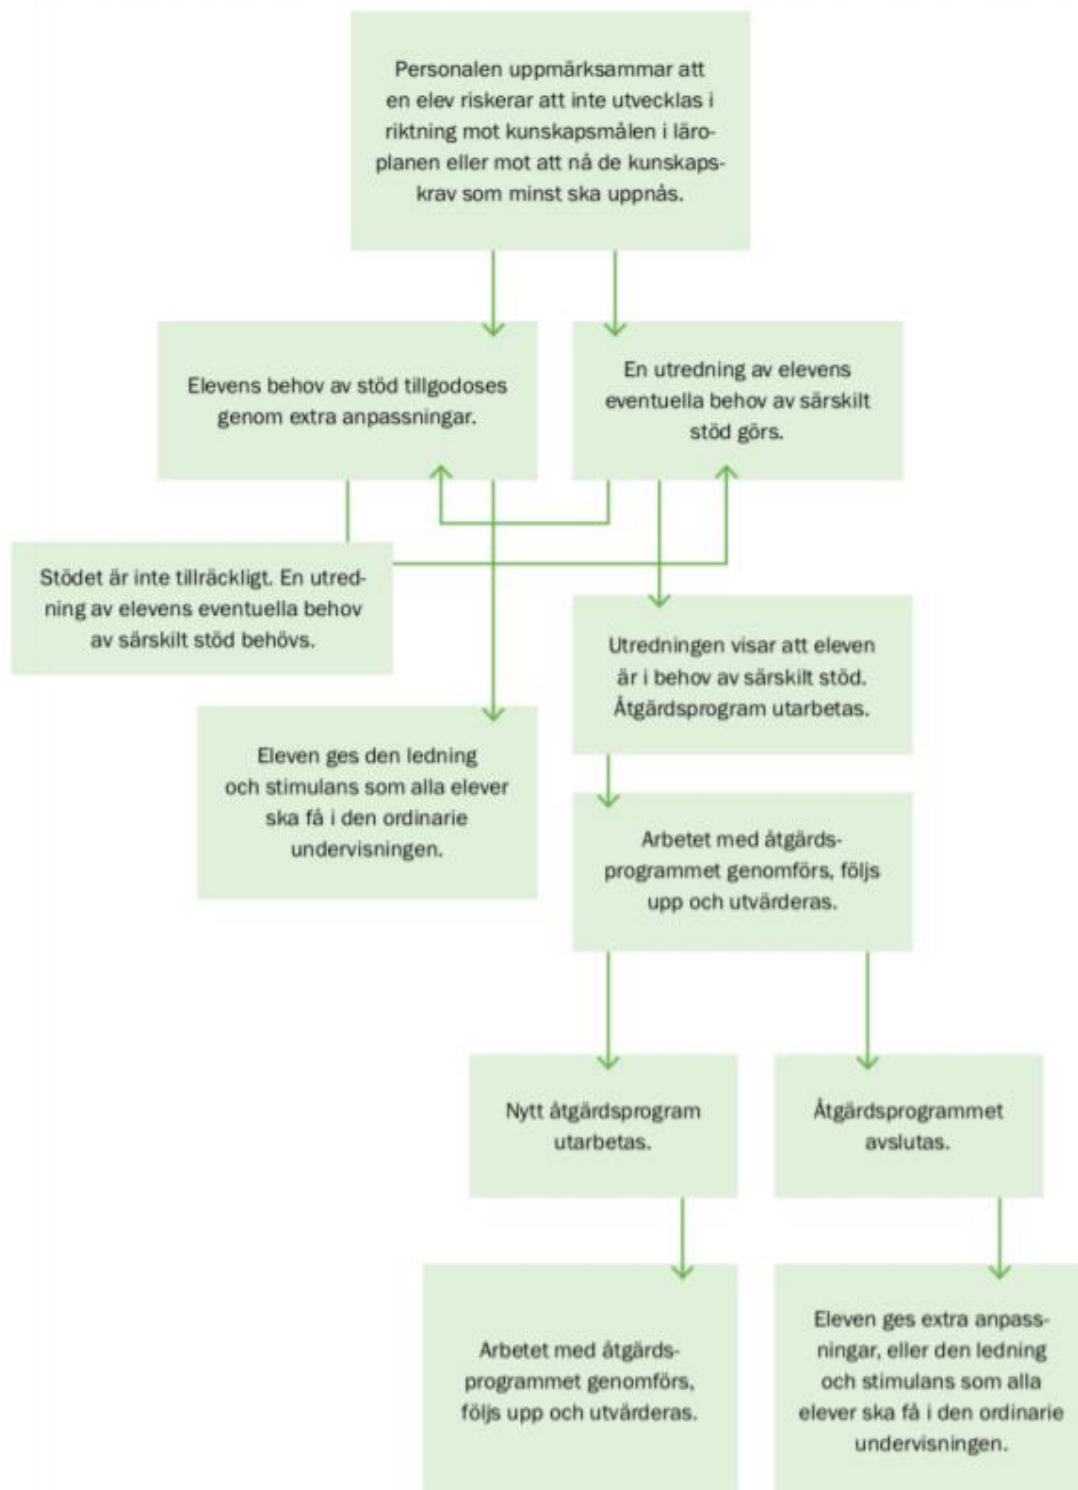 Personalen uppmärksammar att
en elev riskerar att inte utvecklas i
riktning mot kunskapsmålen i läro-
planen eller mot att nå de kunskaps-
krav som minst ska uppnås.
Elevens behov av stöd tillgodoses
genom extra anpassningar.
En utredning av elevens
eventuella behov av särskilt
stöd görs.
Stödet är inte tillräckligt. En utred-
ning av elevens eventuella behov
av särskilt stöd behövs.
Utredningen visar att eleven
är i behov av särskilt stöd.
Åtgärdsprogram utarbetas.
Eleven ges den ledning
och stimulans som alla elever
ska få i den ordinarie
undervisningen.
Arbetet med åtgärds-
programmet genomförs, följs
upp och utvärderas.
Nytt åtgärdsprogram
utarbetas.
Åtgärdsprogrammet
avslutas.
Arbetet med åtgärds-
programmet genomförs,
följs upp och utvärderas.
Eleven ges extra anpass-
ningar, eller den ledning
och stimulans som alla
elever ska få i den ordinarie
undervisningen.